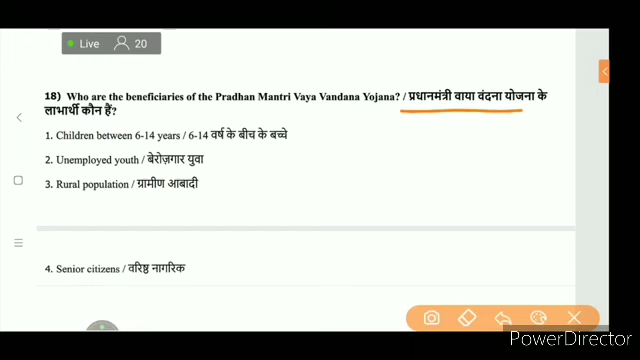 Live 20
18) Who are the beneficiaries of the Pradhan Mantri Vaya Vandana Yojana? / प्रधानमंत्री वाया वंदना योजना के
लाभार्थी कौन हैं?
1. Children between 6-14 years / 6-14 वर्ष के बीच के बच्चे
2. Unemployed youth / बेरोज़गार युवा
3. Rural population / ग्रामीण आबादी
4. Senior citizens / वरिष्ठ नागरिक
PowerDirector